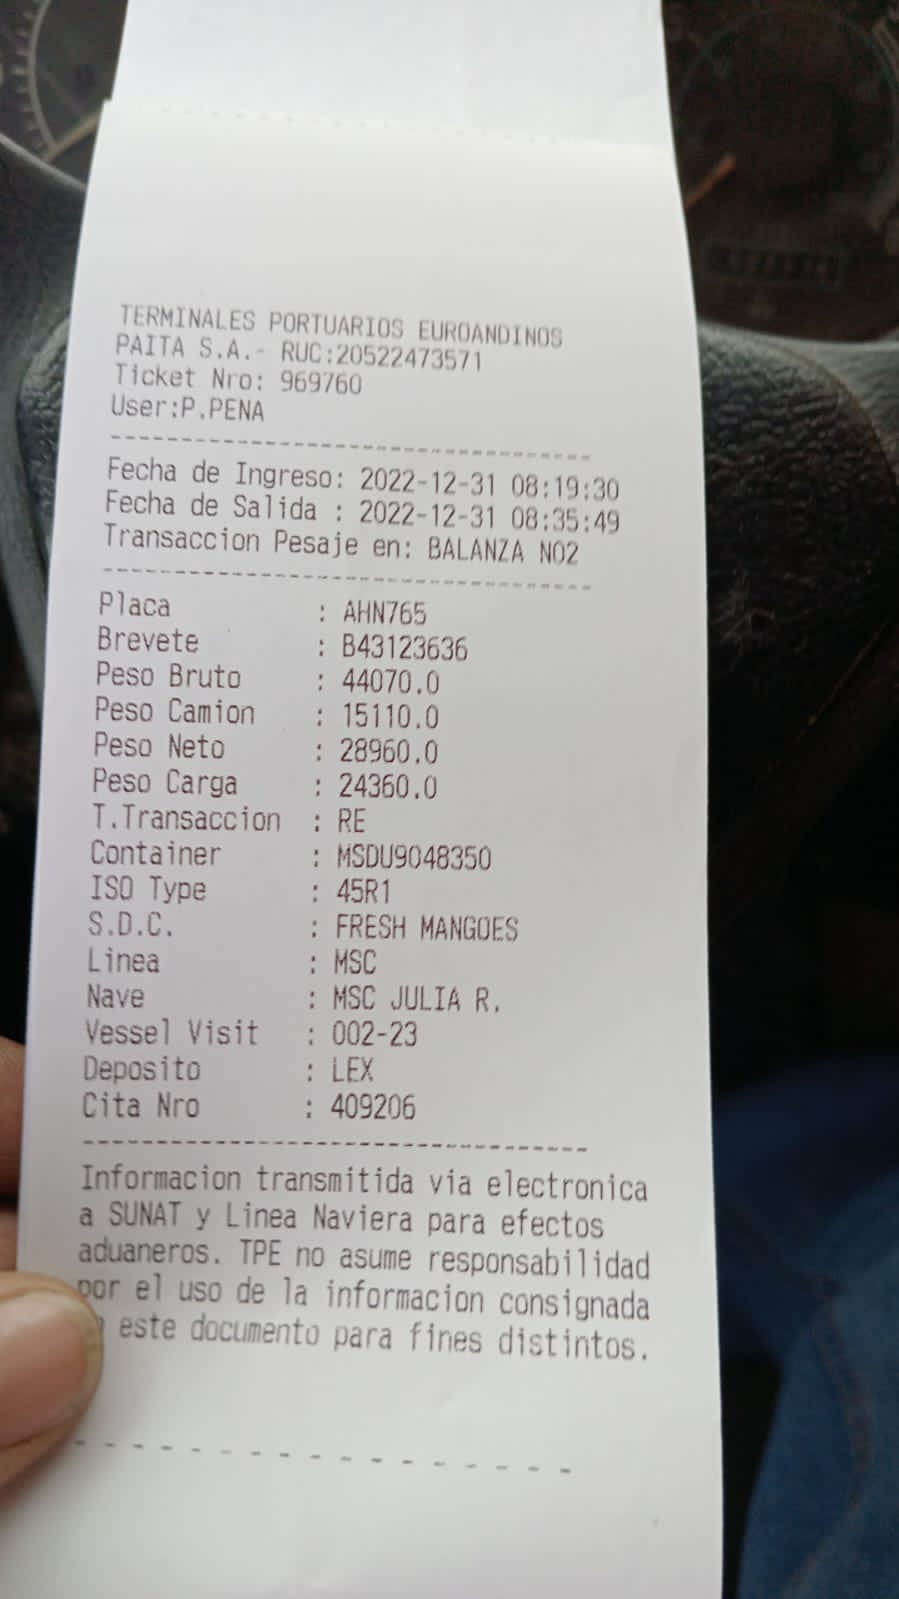 TERMINALES PORTUARIOS EUROANDINOS
PAITA S.A.- RUC:20522473571
Ticket Nro: 969760
User:P.PENA
Fecha de Ingreso: 2022-12-31 08:19:30
Fecha de Salida : 2022-12-31 08:35:49
Transaccion Pesaje en: BALANZA NO2
Placa : AHN765
Brevete : B43123636
Peso Bruto : 44070.0
Peso Camion : 15110.0
Peso Neto : 28960.0
Peso Carga : 24360.0
T.Transaccion : RE
Container : MSDU9048350
ISO Type : 45R1
S.D.C. : FRESH MANGOES
Linea : MSC
Nave : MSC JULIA R.
Vessel Visit : 002-23
Deposito : LEX
Cita Nro : 409206
Informacion transmitida via electronica
a SUNAT y Linea Naviera para efectos
aduaneros. TPE no asume responsabilidad
por el uso de la informacion consignada
este documento para fines distintos.